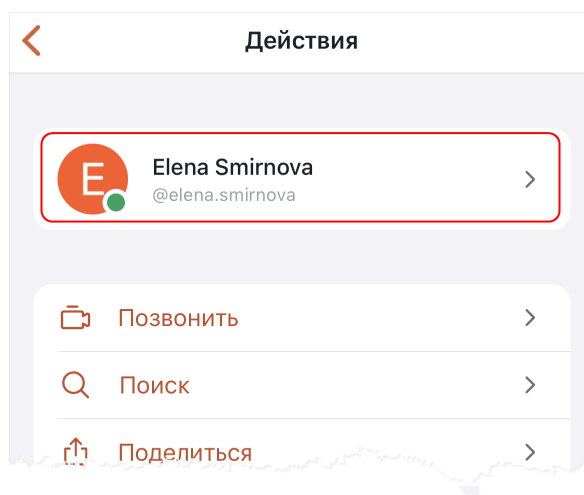 Действия
E
Elena Smirnova
@elena.smirnova
Позвонить
Поиск
Поделиться